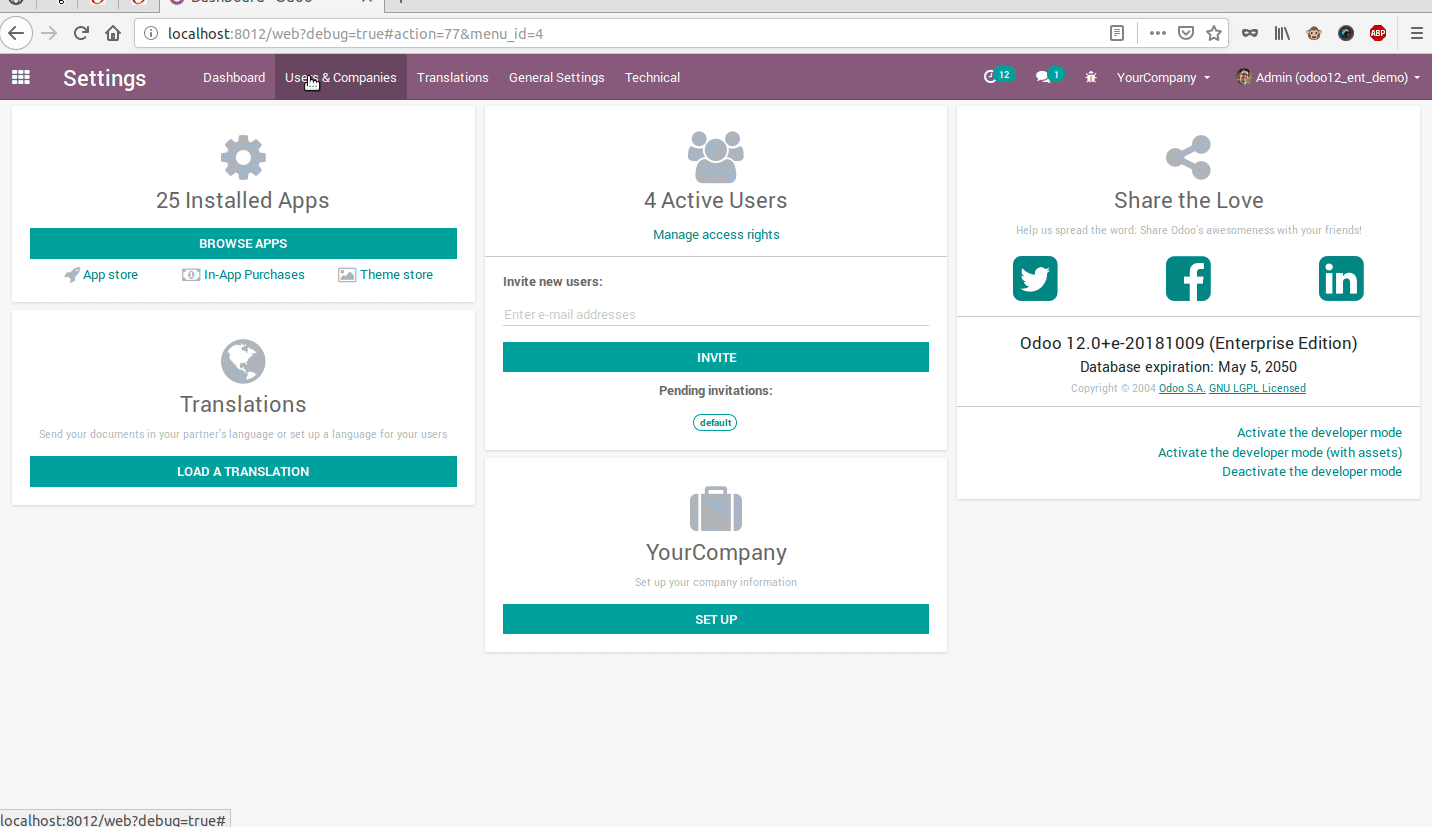 Dashboard - Odoo
localhost:8012/web?debug=true#action=77&menu_id=4
ABP
Settings
Dashboard
Users & Companies
Translations
General Settings
Technical
12
1
YourCompany
Admin (odoo12_ent_demo)
25 Installed Apps
BROWSE APPS
App store
In-App Purchases
Theme store
Translations
Send your documents in your partner's language or set up a language for your users
LOAD A TRANSLATION
4 Active Users
Manage access rights
Invite new users:
Enter e-mail addresses
INVITE
Pending invitations:
default
YourCompany
Set up your company information
SET UP
Share the Love
Help us spread the word: Share Odoo's awesomeness with your friends!
Odoo 12.0+e-20181009 (Enterprise Edition)
Database expiration: May 5, 2050
Copyright © 2004 Odoo S.A. GNU LGPL Licensed
Activate the developer mode
Activate the developer mode (with assets)
Deactivate the developer mode
localhost:8012/web?debug=true#